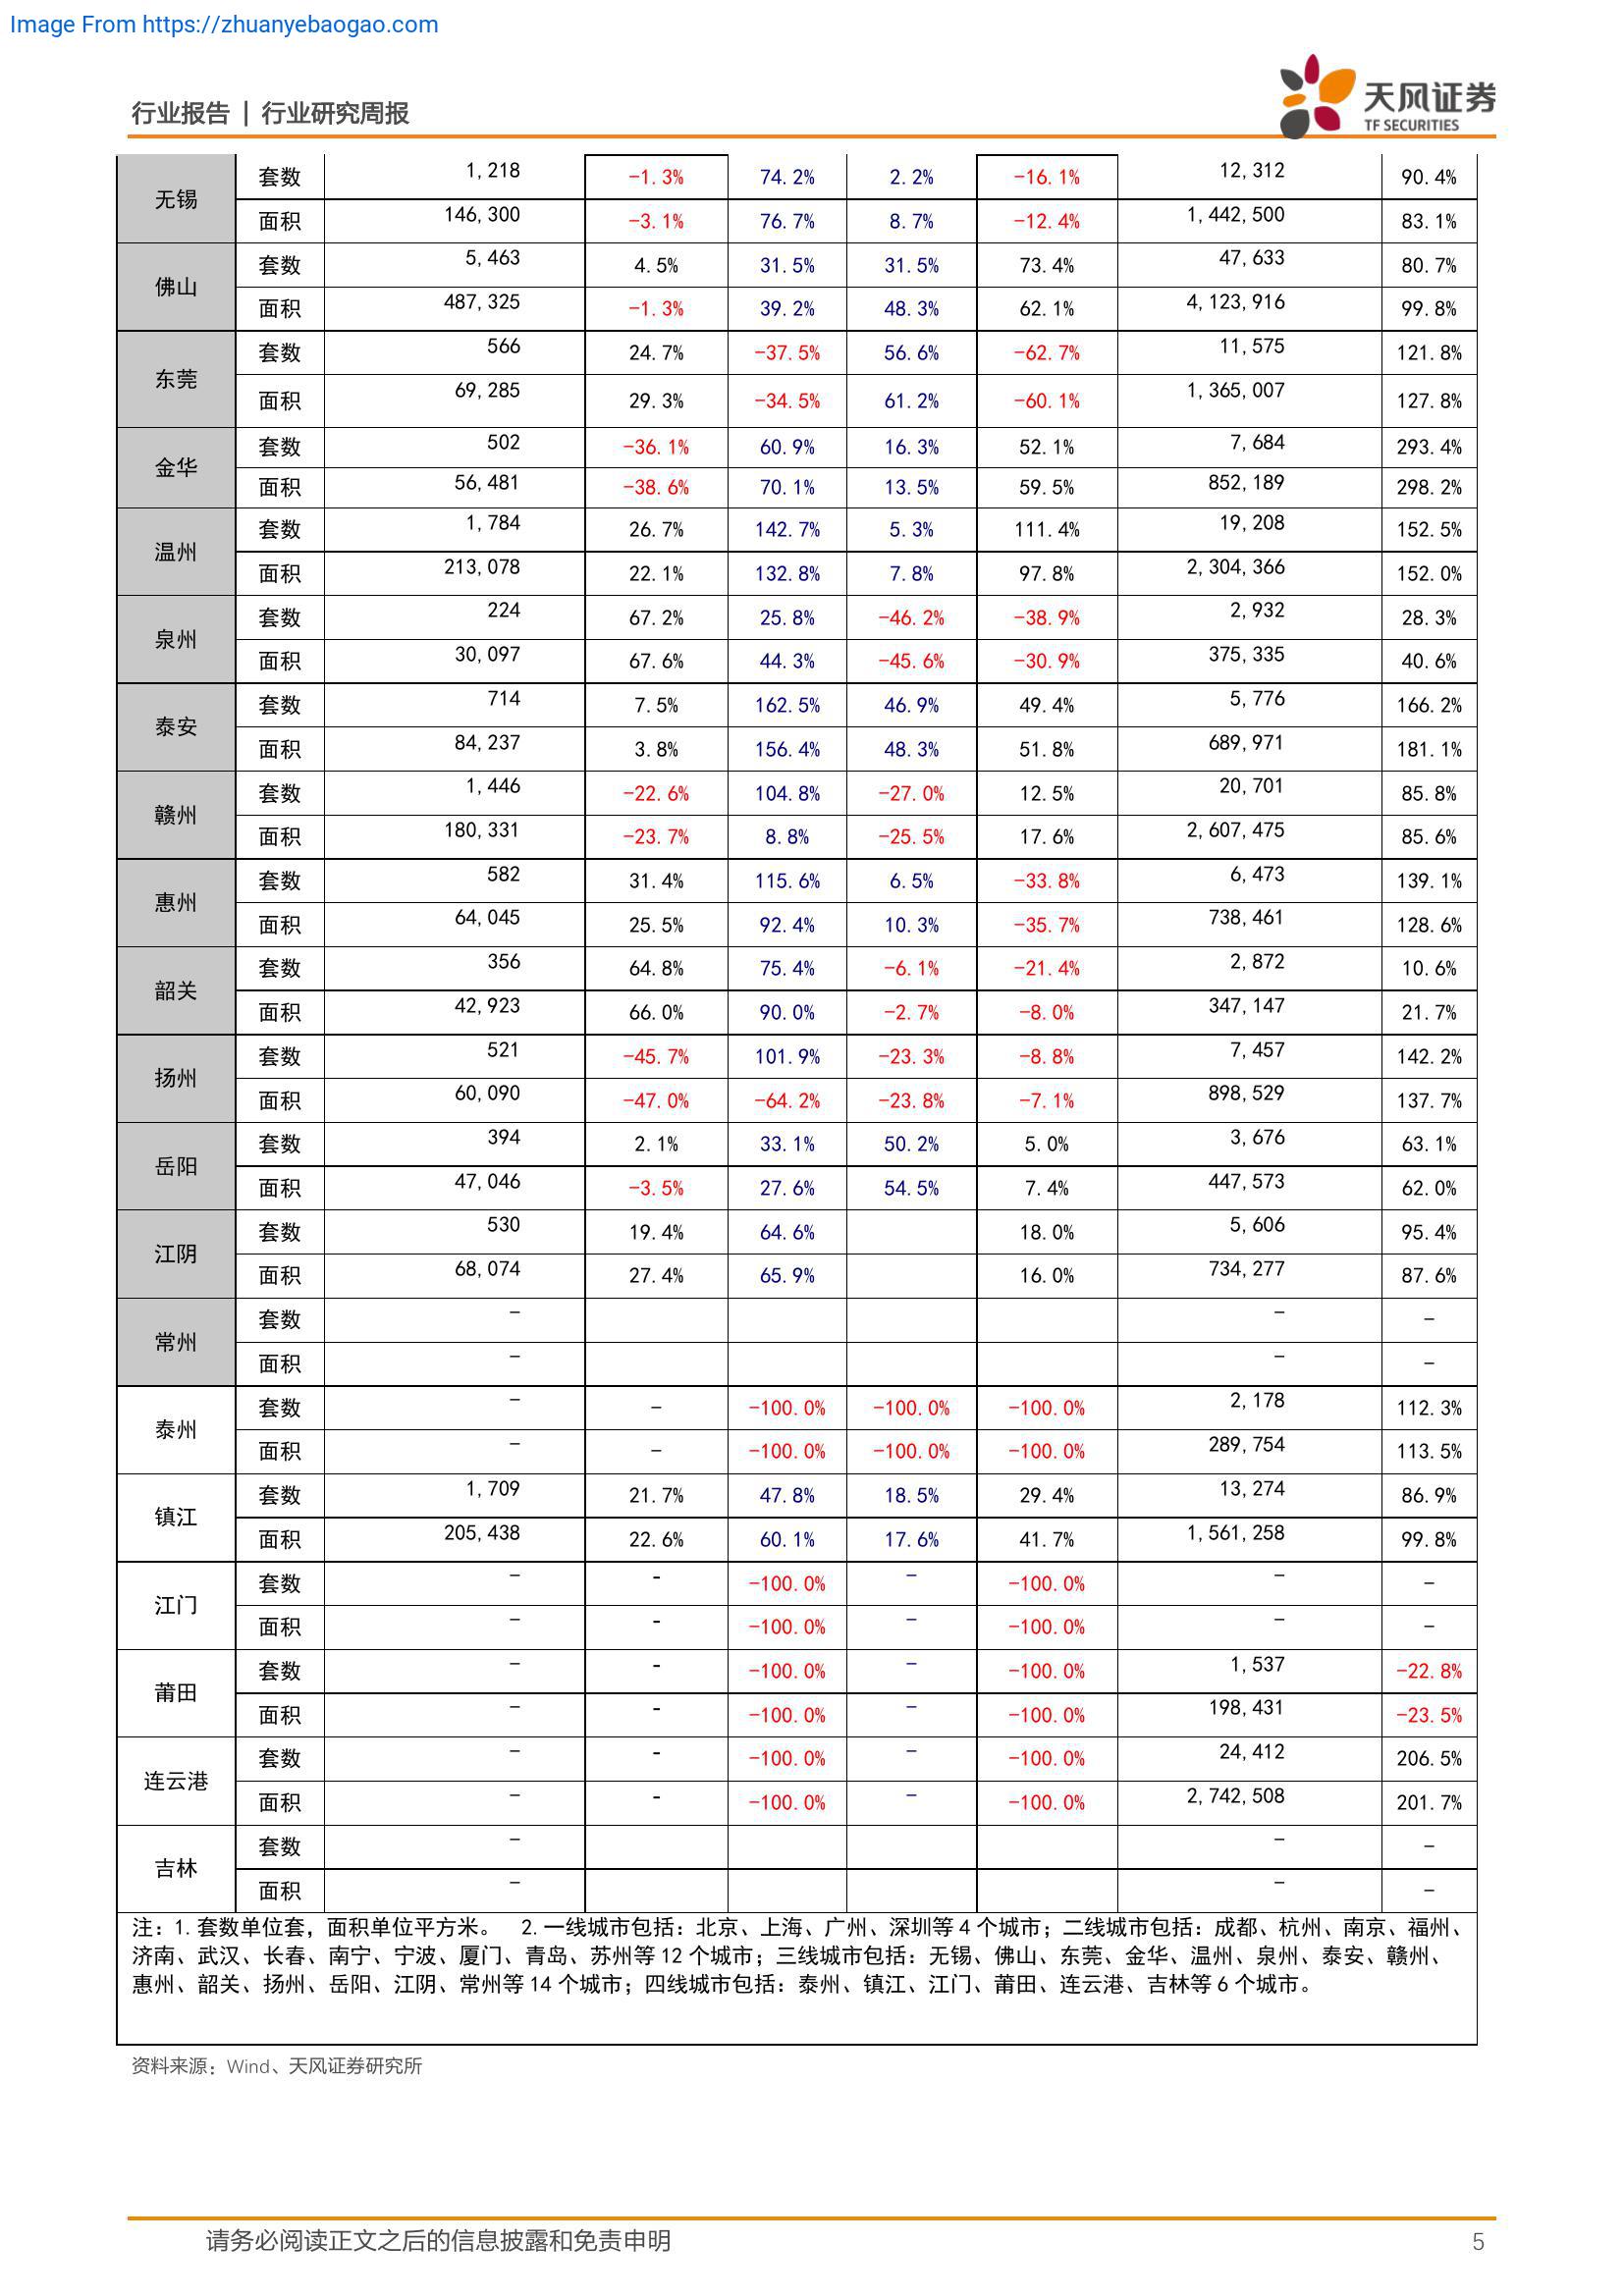 Image From https://zhuanyebaogao.com
行业报告 | 行业研究周报
天风证券
TF SECURITIES
无锡 套数 1,218 -1.3% 74.2% 2.2% -16.1% 12,312 90.4%
面积 146,300 -3.1% 76.7% 8.7% -12.4% 1,442,500 83.1%
佛山 套数 5,463 4.5% 31.5% 31.5% 73.4% 47,633 80.7%
面积 487,325 -1.3% 39.2% 48.3% 62.1% 4,123,916 99.8%
东莞 套数 566 24.7% -37.5% 56.6% -62.7% 11,575 121.8%
面积 69,285 29.3% -34.5% 61.2% -60.1% 1,365,007 127.8%
金华 套数 502 -36.1% 60.9% 16.3% 52.1% 7,684 293.4%
面积 56,481 -38.6% 70.1% 13.5% 59.5% 852,189 298.2%
温州 套数 1,784 26.7% 142.7% 5.3% 111.4% 19,208 152.5%
面积 213,078 22.1% 132.8% 7.8% 97.8% 2,304,366 152.0%
泉州 套数 224 67.2% 25.8% -46.2% -38.9% 2,932 28.3%
面积 30,097 67.6% 44.3% -45.6% -30.9% 375,335 40.6%
泰安 套数 714 7.5% 162.5% 46.9% 49.4% 5,776 166.2%
面积 84,237 3.8% 156.4% 48.3% 51.8% 689,971 181.1%
赣州 套数 1,446 -22.6% 104.8% -27.0% 12.5% 20,701 85.8%
面积 180,331 -23.7% 8.8% -25.5% 17.6% 2,607,475 85.6%
惠州 套数 582 31.4% 115.6% 6.5% -33.8% 6,473 139.1%
面积 64,045 25.5% 92.4% 10.3% -35.7% 738,461 128.6%
韶关 套数 356 64.8% 75.4% -6.1% -21.4% 2,872 10.6%
面积 42,923 66.0% 90.0% -2.7% -8.0% 347,147 21.7%
扬州 套数 521 -45.7% 101.9% -23.3% -8.8% 7,457 142.2%
面积 60,090 -47.0% -64.2% -23.8% -7.1% 898,529 137.7%
岳阳 套数 394 2.1% 33.1% 50.2% 5.0% 3,676 63.1%
面积 47,046 -3.5% 27.6% 54.5% 7.4% 447,573 62.0%
江阴 套数 530 19.4% 64.6% 18.0% 5,606 95.4%
面积 68,074 27.4% 65.9% 16.0% 734,277 87.6%
常州 套数 - - -
面积 - - -
泰州 套数 - - -100.0% -100.0% -100.0% 2,178 112.3%
面积 - - -100.0% -100.0% -100.0% 289,754 113.5%
镇江 套数 1,709 21.7% 47.8% 18.5% 29.4% 13,274 86.9%
面积 205,438 22.6% 60.1% 17.6% 41.7% 1,561,258 99.8%
江门 套数 - - -100.0% - -100.0% - -
面积 - - -100.0% - -100.0% - -
莆田 套数 - - -100.0% - -100.0% 1,537 -22.8%
面积 - - -100.0% - -100.0% 198,431 -23.5%
连云港 套数 - - -100.0% - -100.0% 24,412 206.5%
面积 - - -100.0% - -100.0% 2,742,508 201.7%
吉林 套数 - - -
面积 - - -
注：1.套数单位套，面积单位平方米。 2.一线城市包括：北京、上海、广州、深圳等 4 个城市；二线城市包括：成都、杭州、南京、福州、
济南、武汉、长春、南宁、宁波、厦门、青岛、苏州等 12 个城市；三线城市包括：无锡、佛山、东莞、金华、温州、泉州、泰安、赣州、
惠州、韶关、扬州、岳阳、江阴、常州等 14 个城市；四线城市包括：泰州、镇江、江门、莆田、连云港、吉林等 6 个城市。
资料来源：Wind、天风证券研究所
请务必阅读正文之后的信息披露和免责申明 5